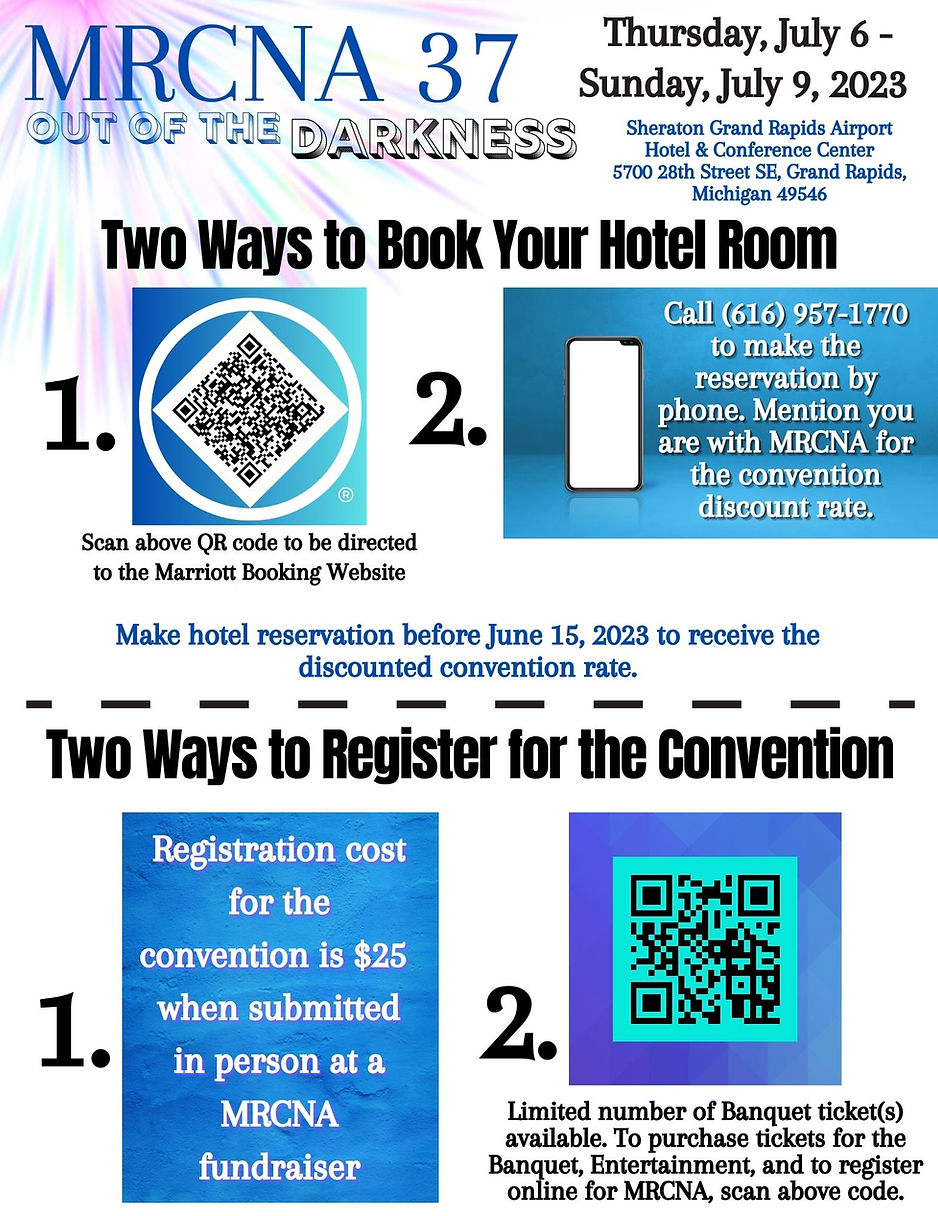 MRCNA 37
OUT OF THE DARKNESS
Thursday, July 6 -
Sunday, July 9, 2023
Sheraton Grand Rapids Airport
Hotel & Conference Center
5700 28th Street SE, Grand Rapids,
Michigan 49546
Two Ways to Book Your Hotel Room
1.
®
Scan above QR code to be directed
to the Marriott Booking Website
2.
Call (616) 957-1770
to make the
reservation by
phone. Mention you
are with MRCNA for
the convention
discount rate.
Make hotel reservation before June 15, 2023 to receive the
discounted convention rate.
Two Ways to Register for the Convention
1.
Registration cost
for the
convention is $25
when submitted
in person at a
MRCNA
fundraiser
2.
Limited number of Banquet ticket(s)
available. To purchase tickets for the
Banquet, Entertainment, and to register
online for MRCNA, scan above code.